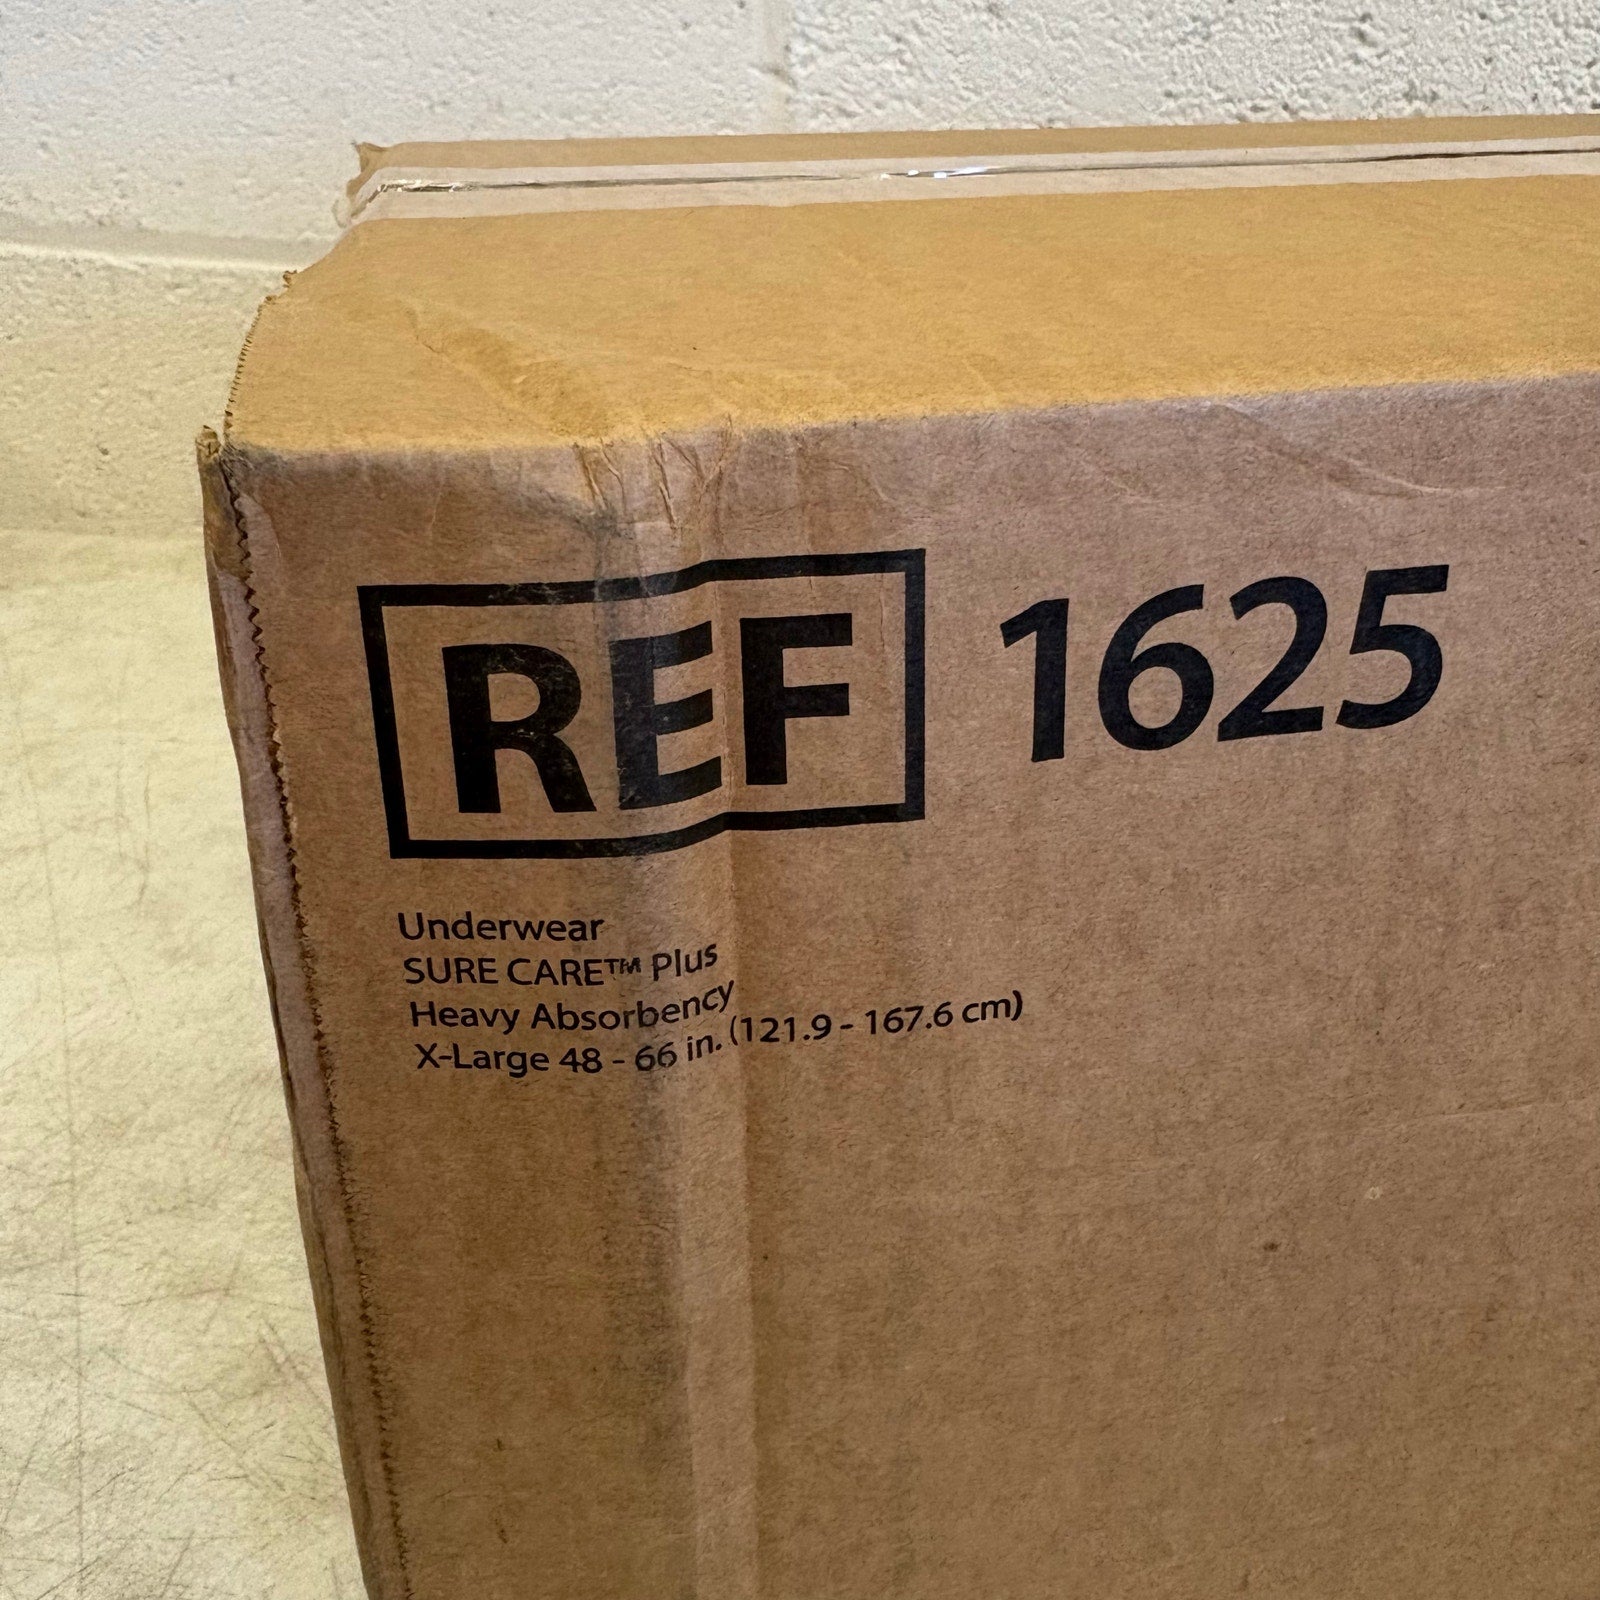 REF 1625
Underwear
SURE CARE™ Plus
Heavy Absorbency
X-Large 48 - 66 in. (121.9 - 167.6 cm)